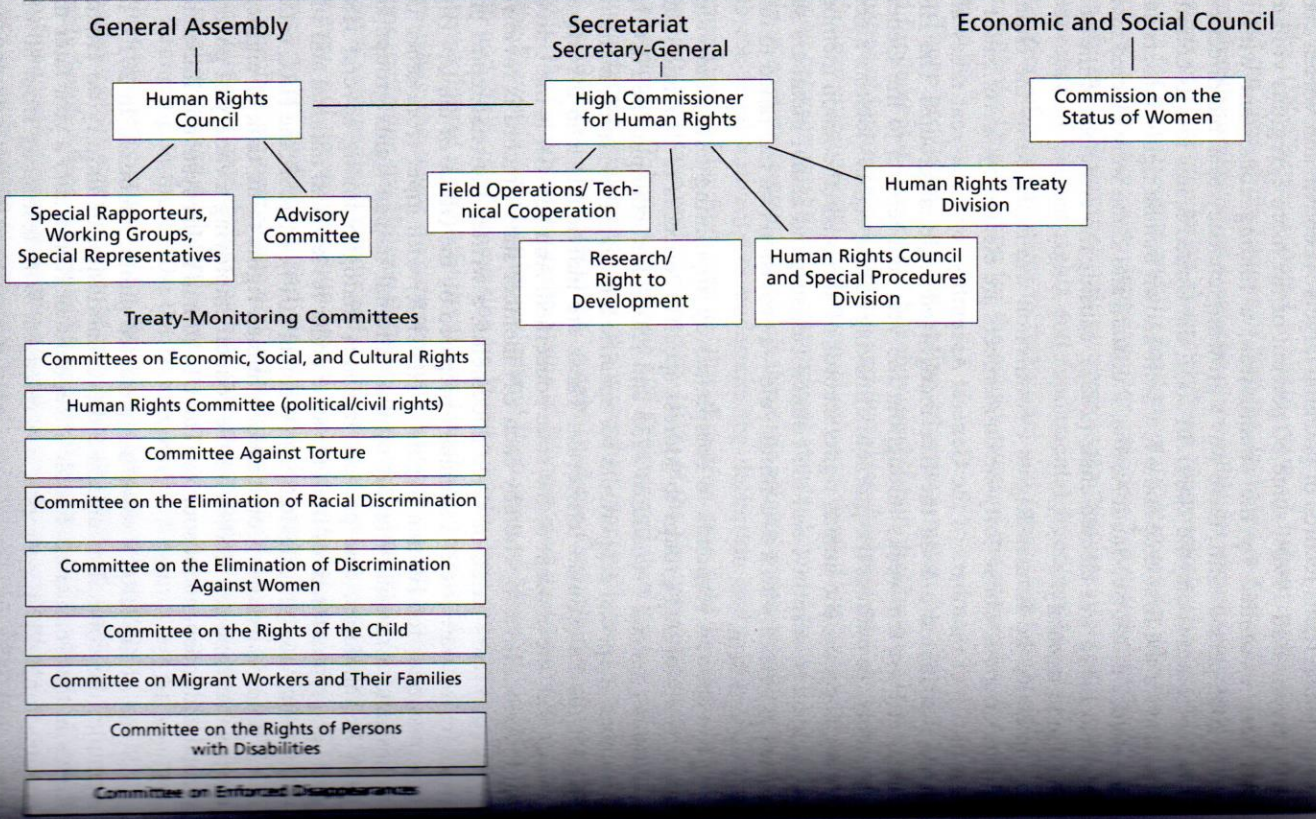 General Assembly
Secretariat
Secretary-General
Economic and Social Council
Human Rights
Council
High Commissioner
for Human Rights
Commission on the
Status of Women
Special Rapporteurs,
Working Groups,
Special Representatives
Advisory
Committee
Field Operations/ Tech-
nical Cooperation
Research/
Right to
Development
Human Rights Council
and Special Procedures
Division
Human Rights Treaty
Division
Treaty-Monitoring Committees
Committees on Economic, Social, and Cultural Rights
Human Rights Committee (political/civil rights)
Committee Against Torture
Committee on the Elimination of Racial Discrimination
Committee on the Elimination of Discrimination
Against Women
Committee on the Rights of the Child
Committee on Migrant Workers and Their Families
Committee on the Rights of Persons
with Disabilities
Committee on Enforced Disappearances